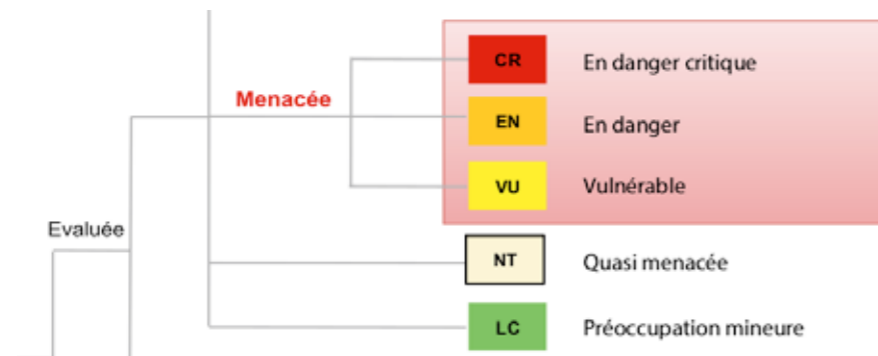 CR En danger critique
Menacée
EN En danger
VU Vulnérable
Evaluée
NT Quasi menacée
LC Préoccupation mineure